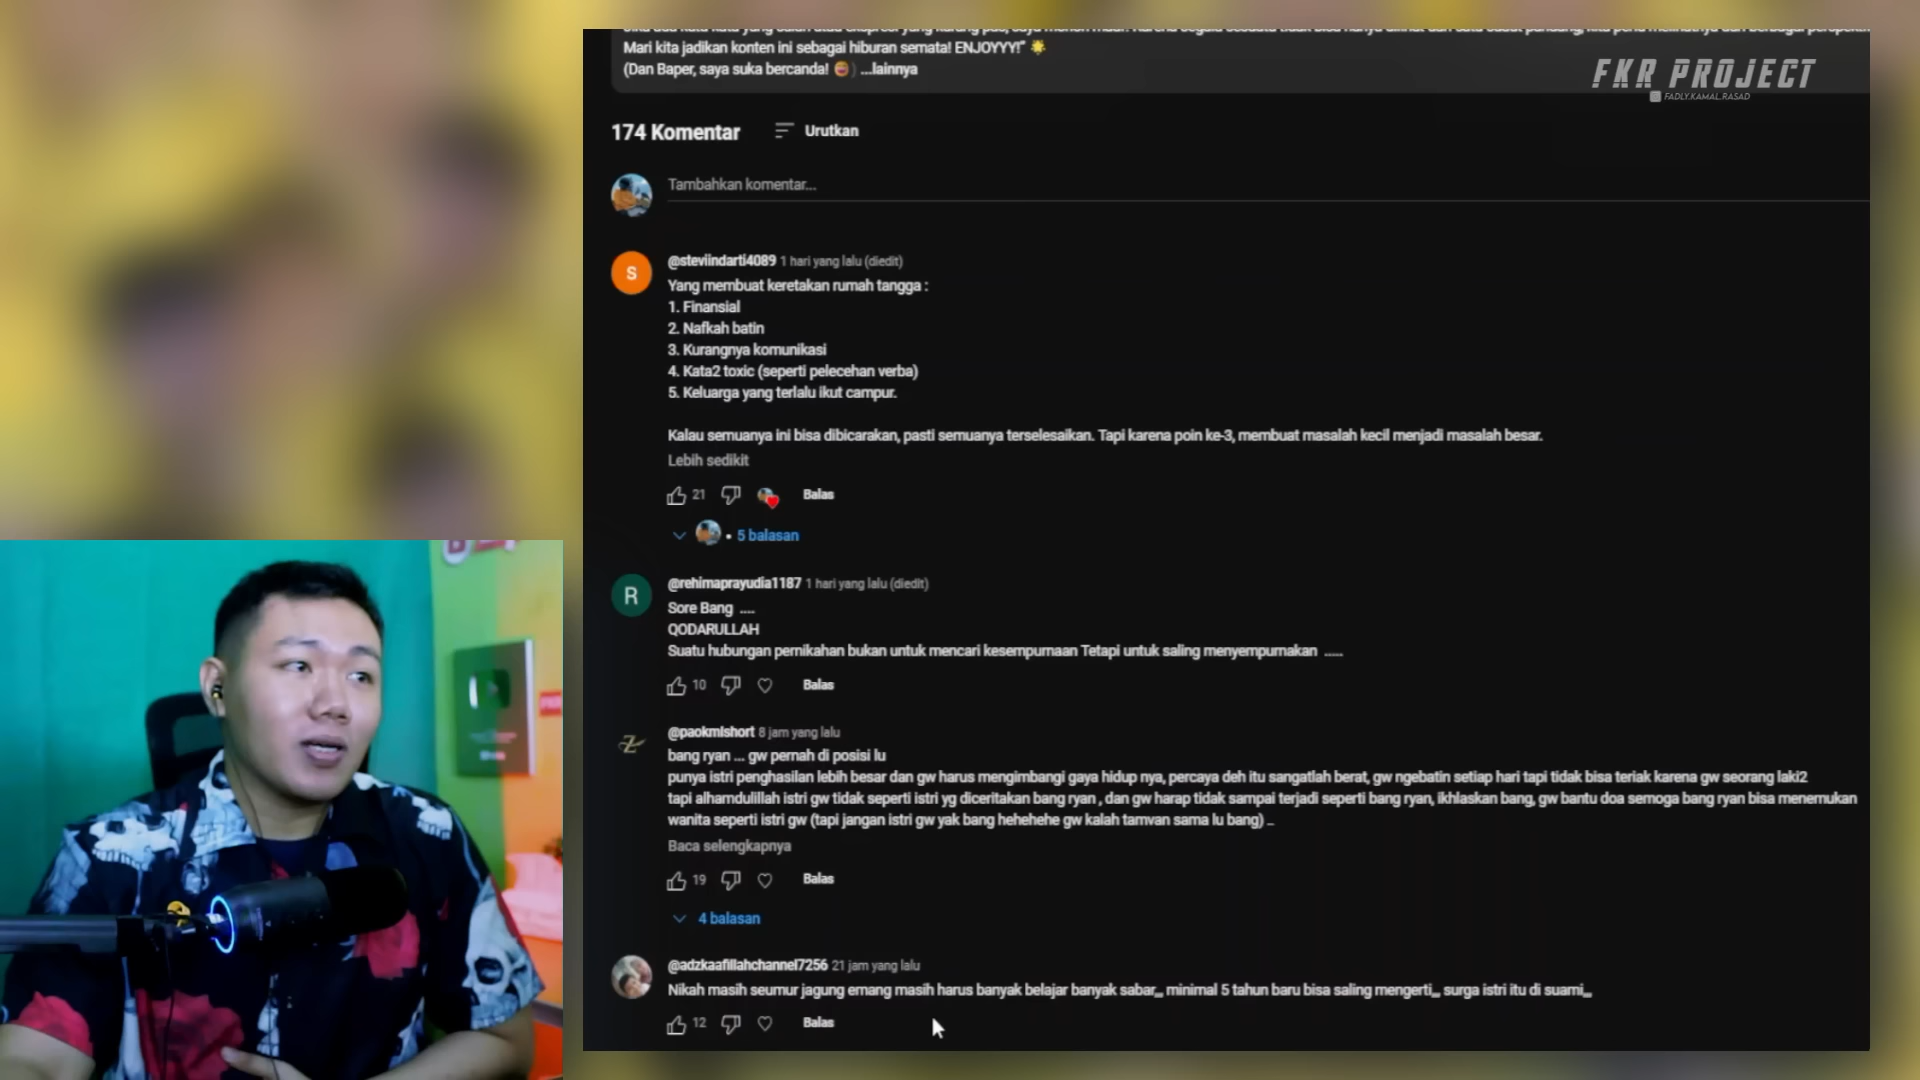 Mari kita jadikan konten ini sebagai hiburan semata! ENJOYYY!"
(Dan Baper, saya suka bercanda! ) ...lainnya
FKR PROJECT
FADLY.KAMAL.RASAD
174 Komentar
Urutkan
Tambahkan komentar...
S
@steviindarti4089 1 hari yang lalu (diedit)
Yang membuat keretakan rumah tangga :
1. Finansial
2. Nafkah batin
3. Kurangnya komunikasi
4. Kata2 toxic (seperti pelecehan verba)
5. Keluarga yang terlalu ikut campur.
Kalau semuanya ini bisa dibicarakan, pasti semuanya terselesaikan. Tapi karena poin ke-3, membuat masalah kecil menjadi masalah besar.
Lebih sedikit
21 Balas
• 5 balasan
R
@rehimaprayudia1187 1 hari yang lalu (diedit)
Sore Bang ....
QODARULLAH
Suatu hubungan pernikahan bukan untuk mencari kesempurnaan Tetapi untuk saling menyempurnakan .....
10 Balas
@paokmlshort 8 jam yang lalu
bang ryan ... gw pernah di posisi lu
punya istri penghasilan lebih besar dan gw harus mengimbangi gaya hidup nya, percaya deh itu sangatlah berat, gw ngebatin setiap hari tapi tidak bisa teriak karena gw seorang laki2
tapi alhamdulillah istri gw tidak seperti istri yg diceritakan bang ryan , dan gw harap tidak sampai terjadi seperti bang ryan, ikhlaskan bang, gw bantu doa semoga bang ryan bisa menemukan
wanita seperti istri gw (tapi jangan istri gw yak bang hehehehe gw kalah tamvan sama lu bang) ..
Baca selengkapnya
19 Balas
4 balasan
@adzkaafillahchannel7256 21 jam yang lalu
Nikah masih seumur jagung emang masih harus banyak belajar banyak sabar,,, minimal 5 tahun baru bisa saling mengerti,,, surga istri itu di suami,,,
12 Balas